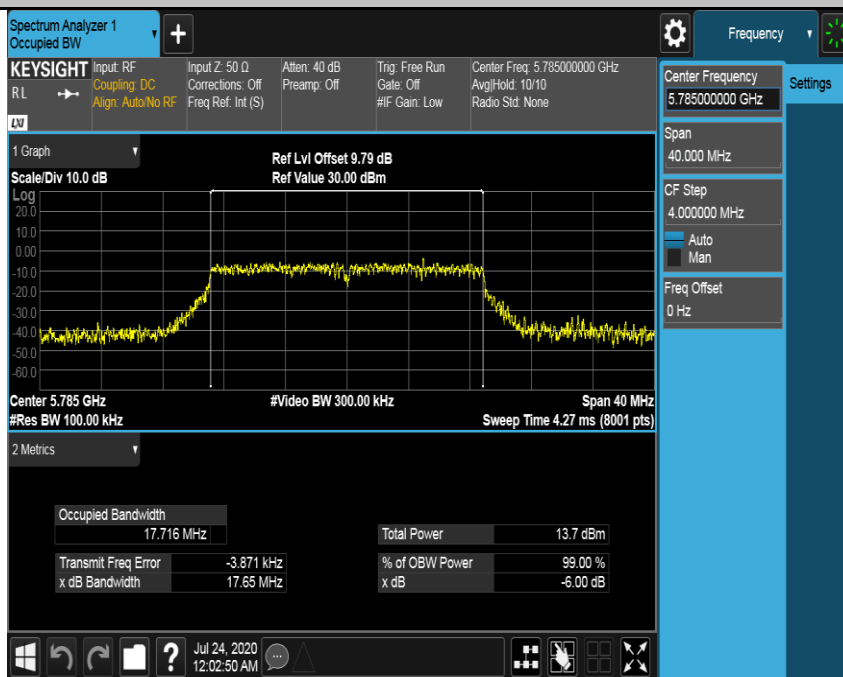 Spectrum Analyzer 1
Occupied BW
+
Frequency
KEYSIGHT
RL
LXI
Input: RF
Coupling: DC
Align: Auto/No RF
Input Z: 50 Ω
Corrections: Off
Freq Ref: Int (S)
Atten: 40 dB
Preamp: Off
Trig: Free Run
Gate: Off
#IF Gain: Low
Center Freq: 5.785000000 GHz
Avg|Hold: 10/10
Radio Std: None
1 Graph
Scale/Div 10.0 dB
Ref Lvl Offset 9.79 dB
Ref Value 30.00 dBm
Log
20.0
10.0
0.00
-10.0
-20.0
-30.0
-40.0
-50.0
-60.0
Center 5.785 GHz
#Video BW 300.00 kHz
Span 40 MHz
#Res BW 100.00 kHz
Sweep Time 4.27 ms (8001 pts)
2 Metrics
Occupied Bandwidth
17.716 MHz
Total Power 13.7 dBm
Transmit Freq Error -3.871 kHz
% of OBW Power 99.00 %
x dB Bandwidth 17.65 MHz
x dB -6.00 dB
?
Jul 24, 2020
12:02:50 AM
Center Frequency
5.785000000 GHz
Settings
Span
40.000 MHz
CF Step
4.000000 MHz
Auto
Man
Freq Offset
0 Hz